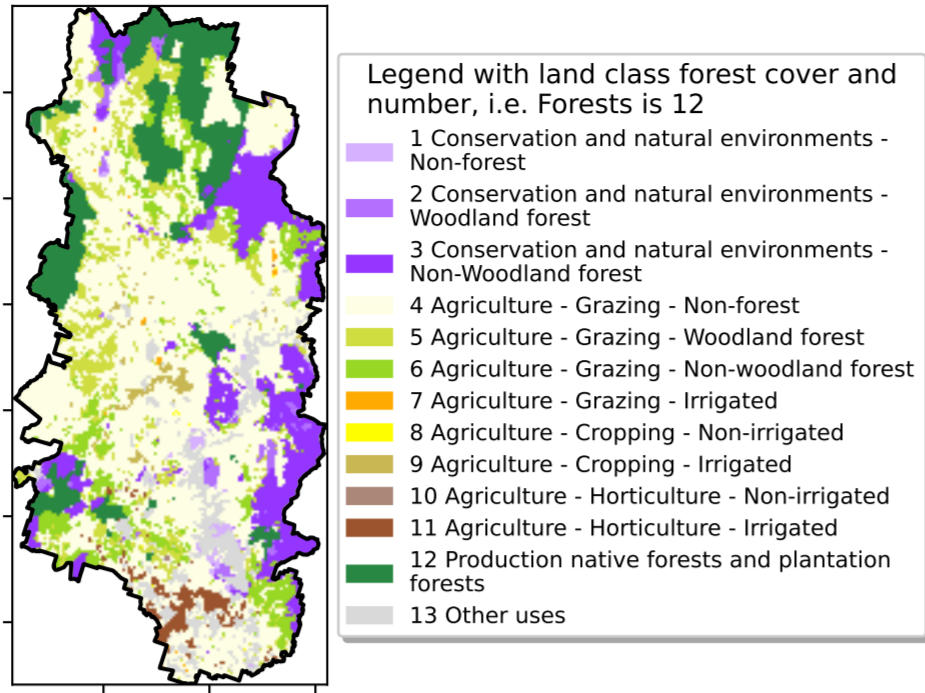 Legend with land class forest cover and
number, i.e. Forests is 12
1 Conservation and natural environments -
Non-forest
2 Conservation and natural environments -
Woodland forest
3 Conservation and natural environments -
Non-Woodland forest
4 Agriculture - Grazing - Non-forest
5 Agriculture - Grazing - Woodland forest
6 Agriculture - Grazing - Non-woodland forest
7 Agriculture - Grazing - Irrigated
8 Agriculture - Cropping - Non-irrigated
9 Agriculture - Cropping - Irrigated
10 Agriculture - Horticulture - Non-irrigated
11 Agriculture - Horticulture - Irrigated
12 Production native forests and plantation
forests
13 Other uses